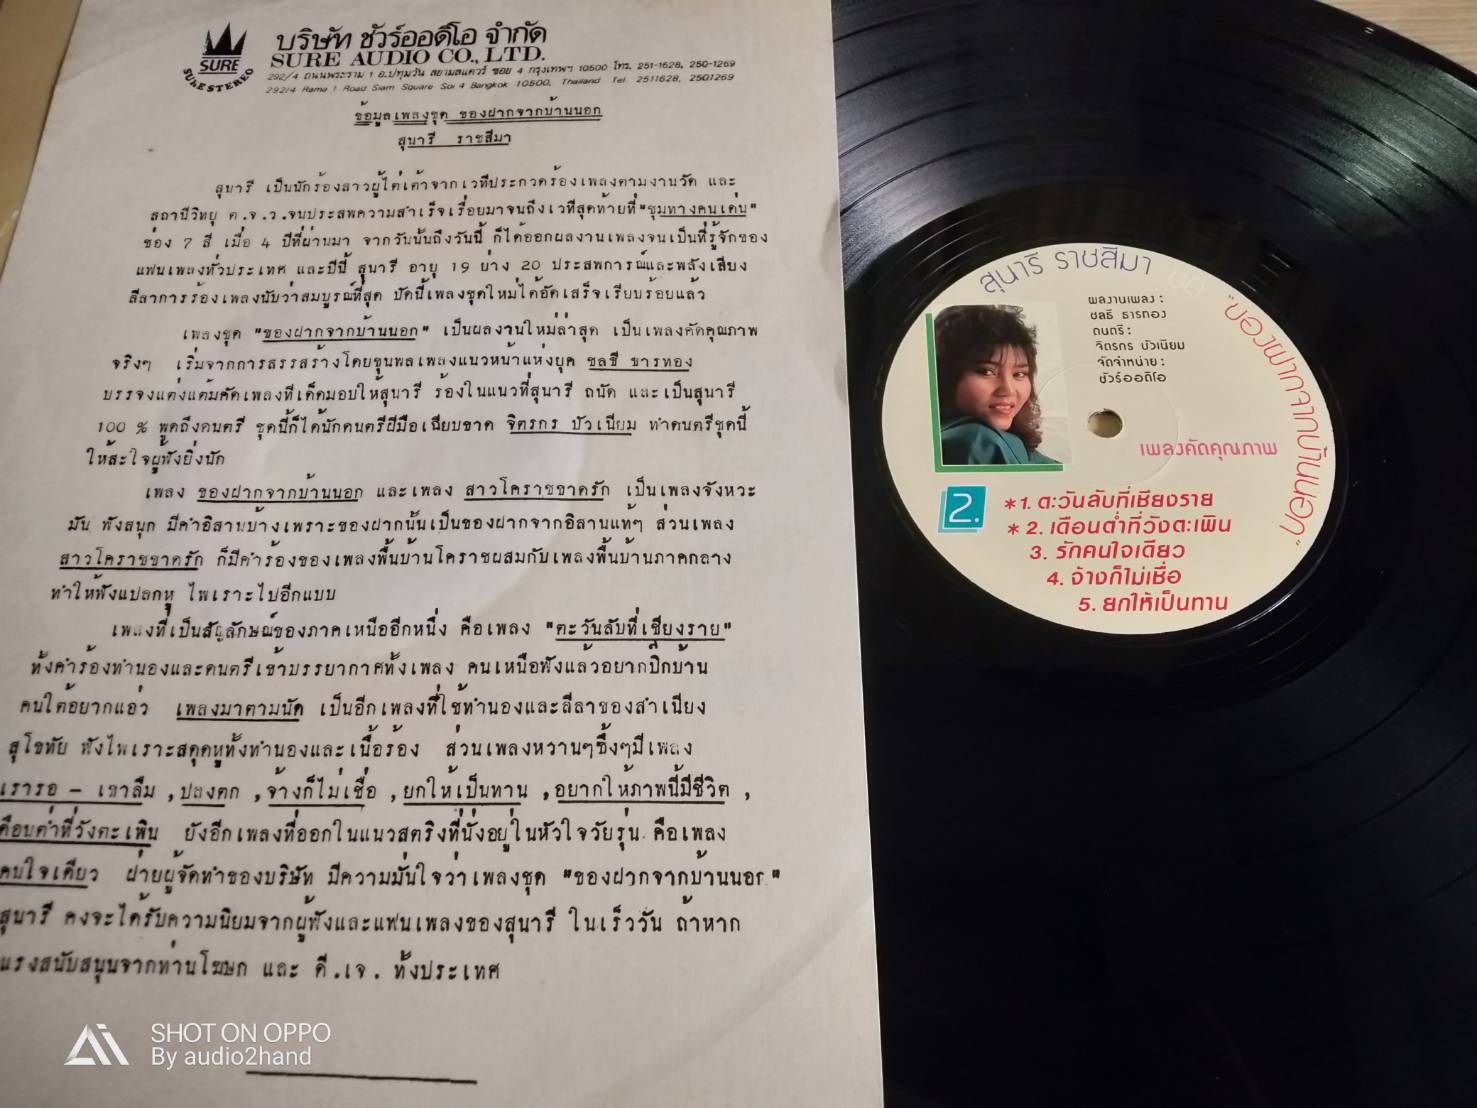 SURE
SURE STEREO
บริษัท ชัวร์ออดิโอ จำกัด
SURE AUDIO CO., LTD.
292/4 ถนนพระราม 1 อ.ปทุมวัน สยามสแควร์ ซอย 4 กรุงเทพฯ 10500 โทร. 251-1628, 250-1269
292/4 Rama 1 Road Siam Square Soi 4 Bangkok 10500, Thailand Tel. 2511628, 2501269
ข้อมูลเพลงชุด ของฝากจากบ้านนอก
สุนารี ราชสีมา
สุนารี เป็นนักร้องสาวผู้ไต่เต้าจากเวทีประกวดร้องเพลงตามงานวัด และ
สถานีวิทยุ ต.จ.ว.จนประสพความสำเร็จเรื่อยมาจนถึงเวทีสุดท้ายที่"ชุมทางคนเด่น"
ช่อง 7 สี เมื่อ 4 ปีที่ผ่านมา จากวันนั้นถึงวันนี้ ก็ได้ออกผลงานเพลงจนเป็นที่รู้จักของ
แฟนเพลงทั่วประเทศ และปีนี้ สุนารี อายุ 19 ย่าง 20 ประสพการณ์และพลังเสียง
ลีลาการร้องเพลงนับว่าสมบูรณ์ที่สุด บัดนี้เพลงชุดใหม่ได้อัดเสร็จเรียบร้อยแล้ว
เพลงชุด "ของฝากจากบ้านนอก" เป็นผลงานใหม่ล่าสุด เป็นเพลงคัดคุณภาพ
จริงๆ เริ่มจากการสรรสร้างโดยขุนพลเพลงแนวหน้าแห่งยุค ชลธี ธารทอง
บรรจงแต่งแต้มคัดเพลงที่เด็ดมอบให้สุนารี ร้องในแนวที่สุนารี ถนัด และเป็นสุนารี
100 % พูดถึงดนตรี ชุดนี้ก็ได้นักดนตรีฝีมือเฉียบขาด จิตรกร บัวเนียม ทำดนตรีชุดนี้
ให้สะใจผู้ฟังยิ่งนัก
เพลง ของฝากจากบ้านนอก และเพลง สาวโคราชขาดรัก เป็นเพลงจังหวะ
มัน ฟังสนุก มีคำอิสานบ้างเพราะของฝากนั้นเป็นของฝากจากอิสานแท้ๆ ส่วนเพลง
สาวโคราชขาดรัก ก็มีคำร้องของเพลงพื้นบ้านโคราชผสมกับเพลงพื้นบ้านภาคกลาง
ทำให้ฟังแปลกหู ไพเราะไปอีกแบบ
เพลงที่เป็นสัญลักษณ์ของภาคเหนืออีกหนึ่ง คือเพลง "ตะวันลับที่เชียงราย"
ทั้งคำร้องทำนองและดนตรีเข้าบรรยากาศทั้งเพลง คนเหนือฟังแล้วอยากปิ๊กบ้าน
คนใต้อยากแอ่ว เพลงมาตามนัด เป็นอีกเพลงที่ใช้ทำนองและลีลาของสำเนียง
สุโขทัย ฟังไพเราะสดุดหูทั้งทำนองและเนื้อร้อง ส่วนเพลงหวานๆซึ้งๆมีเพลง
เรารอ - เขาลืม ,ปลงตก ,จ้างก็ไม่เชื่อ ,ยกให้เป็นทาน ,อยากให้ภาพนี้มีชีวิต ,
เดือนต่ำที่วังตะเพิน ยังอีกเพลงที่ออกในแนวสตริงที่นั่งอยู่ในหัวใจวัยรุ่น คือเพลง
คนใจเดียว ฝ่ายผู้จัดทำของบริษัท มีความมั่นใจว่าเพลงชุด "ของฝากจากบ้านนอก"
สุนารี คงจะได้รับความนิยมจากผู้ฟังและแฟนเพลงของสุนารี ในเร็ววัน ถ้าหาก
แรงสนับสนุนจากท่านโฆษก และ ดี.เจ. ทั้งประเทศ
สุนารี ราชสีมา ชุด "ของฝากจากบ้านนอก"
ผลงานเพลง :
ชลธี ธารทอง
ดนตรี :
จิตรกร บัวเนียม
จัดจำหน่าย :
ชัวร์ออดิโอ
เพลงคัดคุณภาพ
2.
*1. ตะวันลับที่เชียงราย
*2. เดือนต่ำที่วังตะเพิน
3. รักคนใจเดียว
4. จ้างก็ไม่เชื่อ
5. ยกให้เป็นทาน
SHOT ON OPPO
By audio2hand